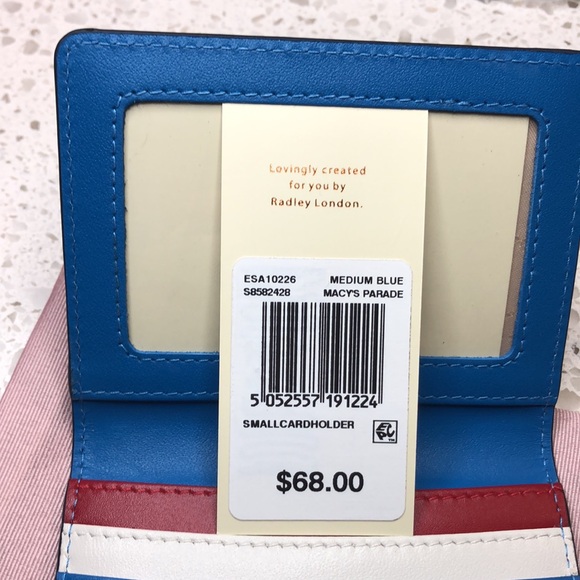 Lovingly created
for you by
Radley London.
ESA10226 MEDIUM BLUE
S8582428 MACY'S PARADE
5 052557 191224
SMALLCARDHOLDER
$68.00